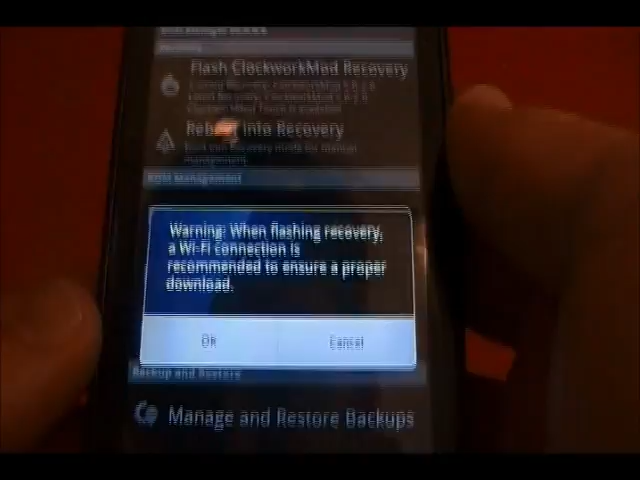 Flash ClockworkMod Recovery
Reboot Into Recovery
ROM Management
Warning: When flashing recovery,
a Wi-Fi connection is
recommended to ensure a proper
download.
OK
Cancel
Backup and Restore
Manage and Restore Backups